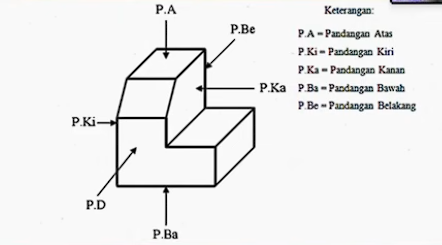 P.A
Keterangan:
P.Be
P.A = Pandangan Atas
P.Ki = Pandangan Kiri
P.Ka
P.Ka = Pandangan Kanan
P.Ba = Pandangan Bawah
P.Be = Pandangan Belakang
P.Ki
P.D
P.Ba